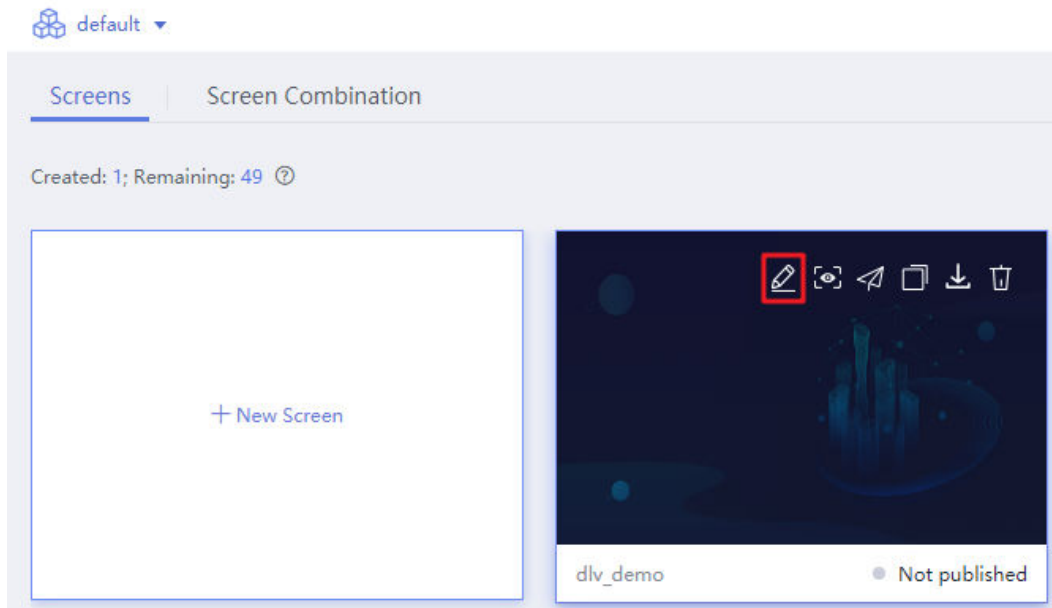 default
Screens Screen Combination
Created: 1; Remaining: 49
+ New Screen
dlv_demo Not published